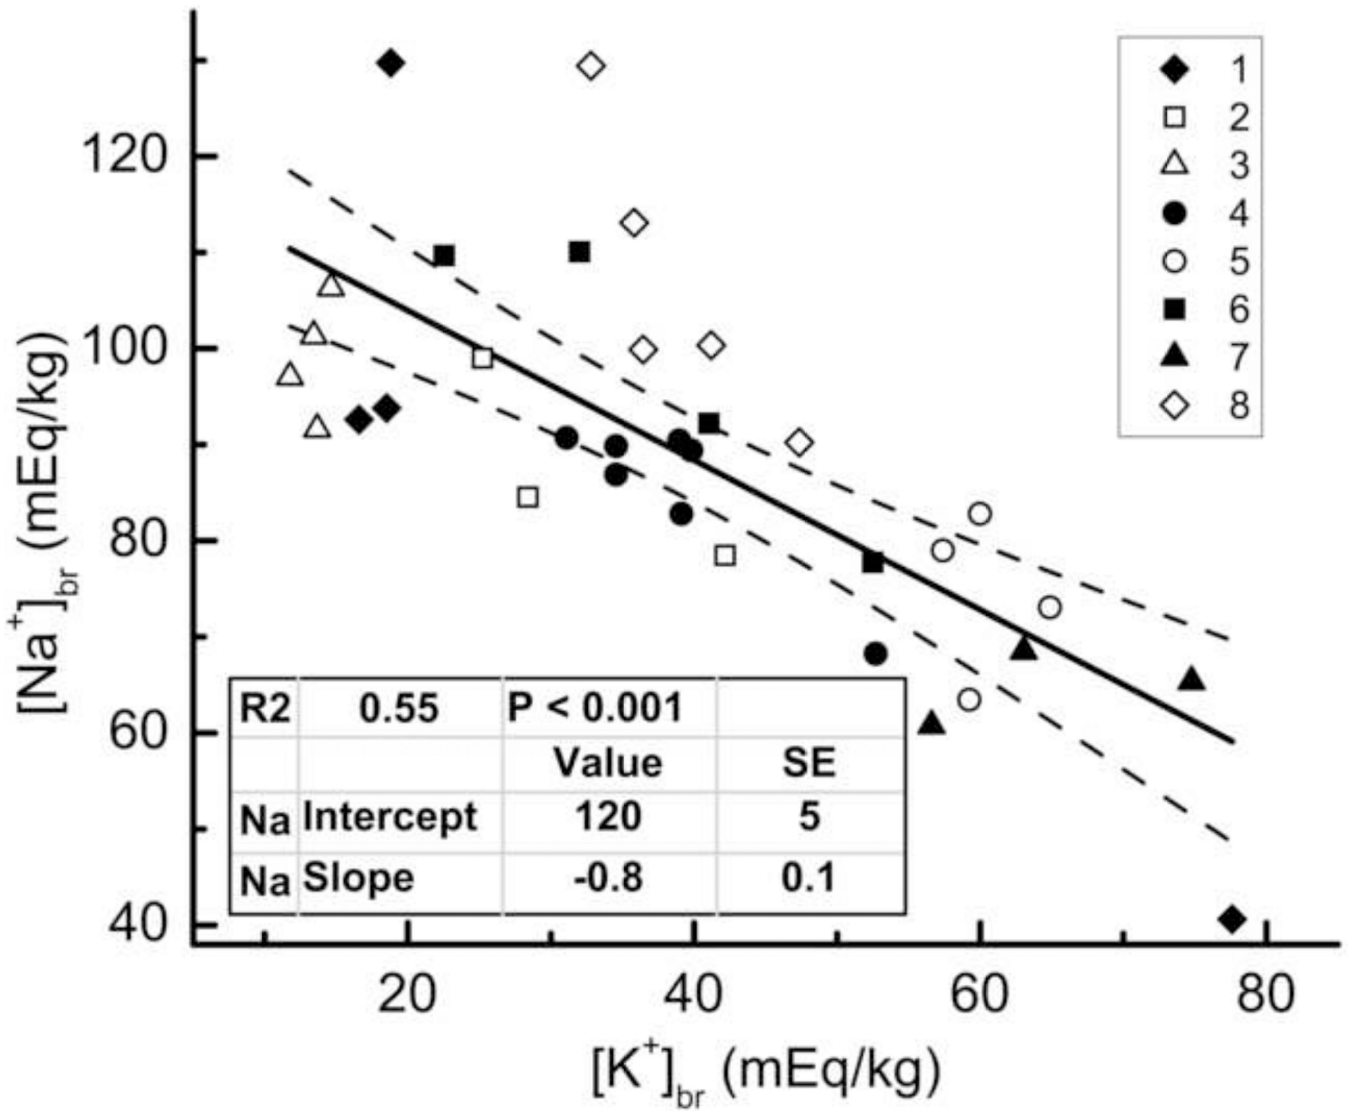 1
2
3
4
5
6
7
8
120
100
80
60
40
[Na+]br (mEq/kg)
R2 0.55 P < 0.001
Value SE
Na Intercept 120 5
Na Slope -0.8 0.1
20 40 60 80
[K+]br (mEq/kg)